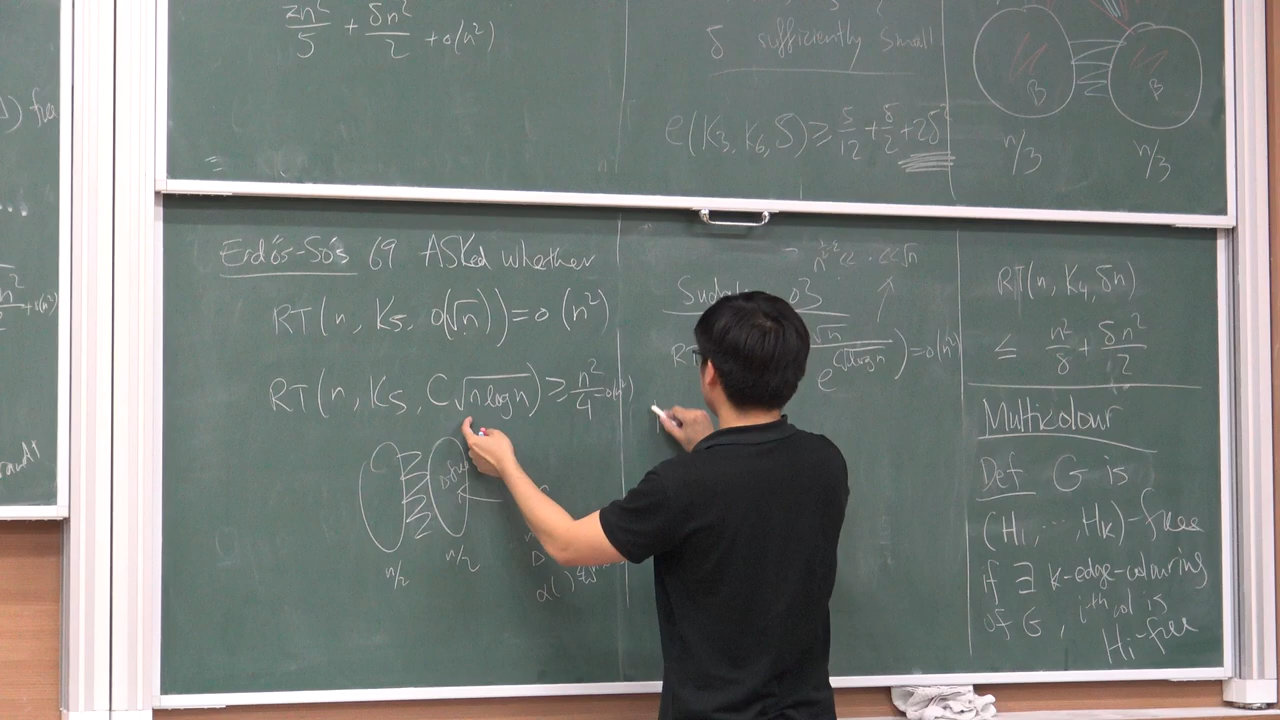 2n²/5 + δn²/2 + o(n²)
=
δ sufficiently small
e(K₃, K₆, δ) ≥ 5/12 + δ/2 + 2δ²
B
B
n/3
n/3
Erdős-Sós 69 Asked whether
RT(n, K₅, o(√n)) = o(n²)
RT(n, K₅, C√(n log n)) ≥ n²/4 - o(n²)
n/2
n/2
α( )
<< · << √n
03
√n / e^(√log n) ) = o(n²)
RT(n, K₄, δn)
≤ n²/8 + δn²/2
Multicolour
Def G is
(H₁, ..., Hₖ)-free
if ∃ k-edge-colouring
of G, iᵗʰ col is
Hᵢ-free